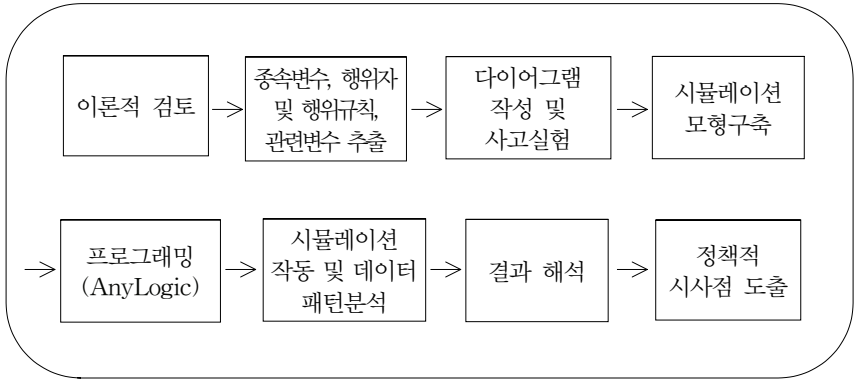 이론적 검토
종속변수, 행위자
및 행위규칙,
관련변수 추출
다이어그램
작성 및
사고실험
시뮬레이션
모형구축
프로그래밍
(AnyLogic)
시뮬레이션
작동 및 데이터
패턴분석
결과 해석
정책적
시사점 도출